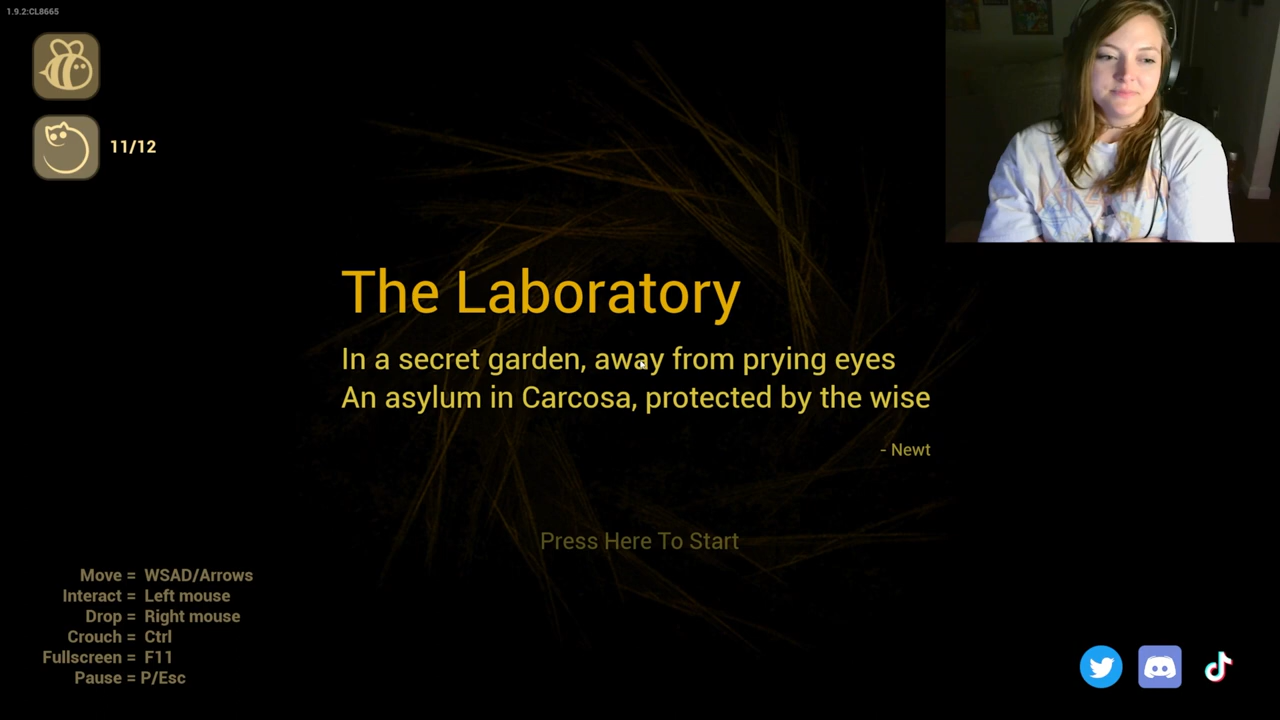 1.9.2:CL8665
11/12
The Laboratory
In a secret garden, away from prying eyes
An asylum in Carcosa, protected by the wise
- Newt
Press Here To Start
Move = WSAD/Arrows
Interact = Left mouse
Drop = Right mouse
Crouch = Ctrl
Fullscreen = F11
Pause = P/Esc